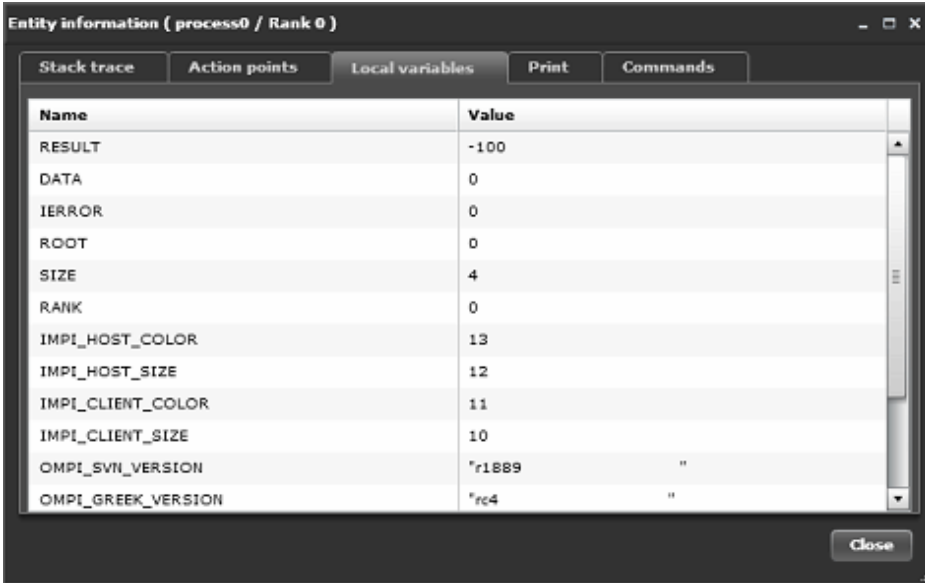 Entity information ( process0 / Rank 0 )
Stack trace Action points Local variables Print Commands
Name Value
RESULT -100
DATA 0
IERROR 0
ROOT 0
SIZE 4
RANK 0
IMPI_HOST_COLOR 13
IMPI_HOST_SIZE 12
IMPI_CLIENT_COLOR 11
IMPI_CLIENT_SIZE 10
OMPI_SVN_VERSION "r1889 "
OMPI_GREEK_VERSION "rc4 "
Close